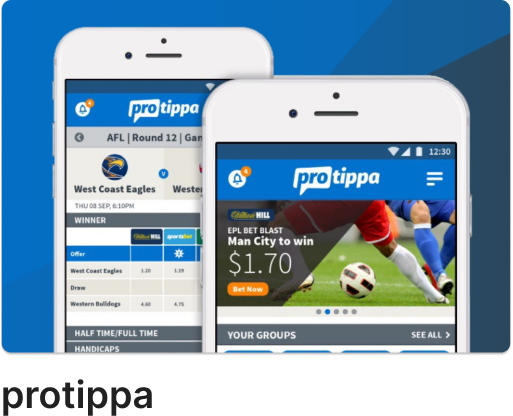 4
protippa
AFL | Round 12 | Gan
V
West Coast Eagles
Weste
THU 08 SEP, 6:10PM
WINNER
William HILL
sportsbet
Offer
West Coast Eagles 1.20 1.19
Draw
Western Bulldogs 4.60 4.75
HALF TIME/FULL TIME
HANDICAPS
12:30
4
protippa
William HILL
EPL BET BLAST
Man City to win
$1.70
Bet Now
YOUR GROUPS
SEE ALL
protippa